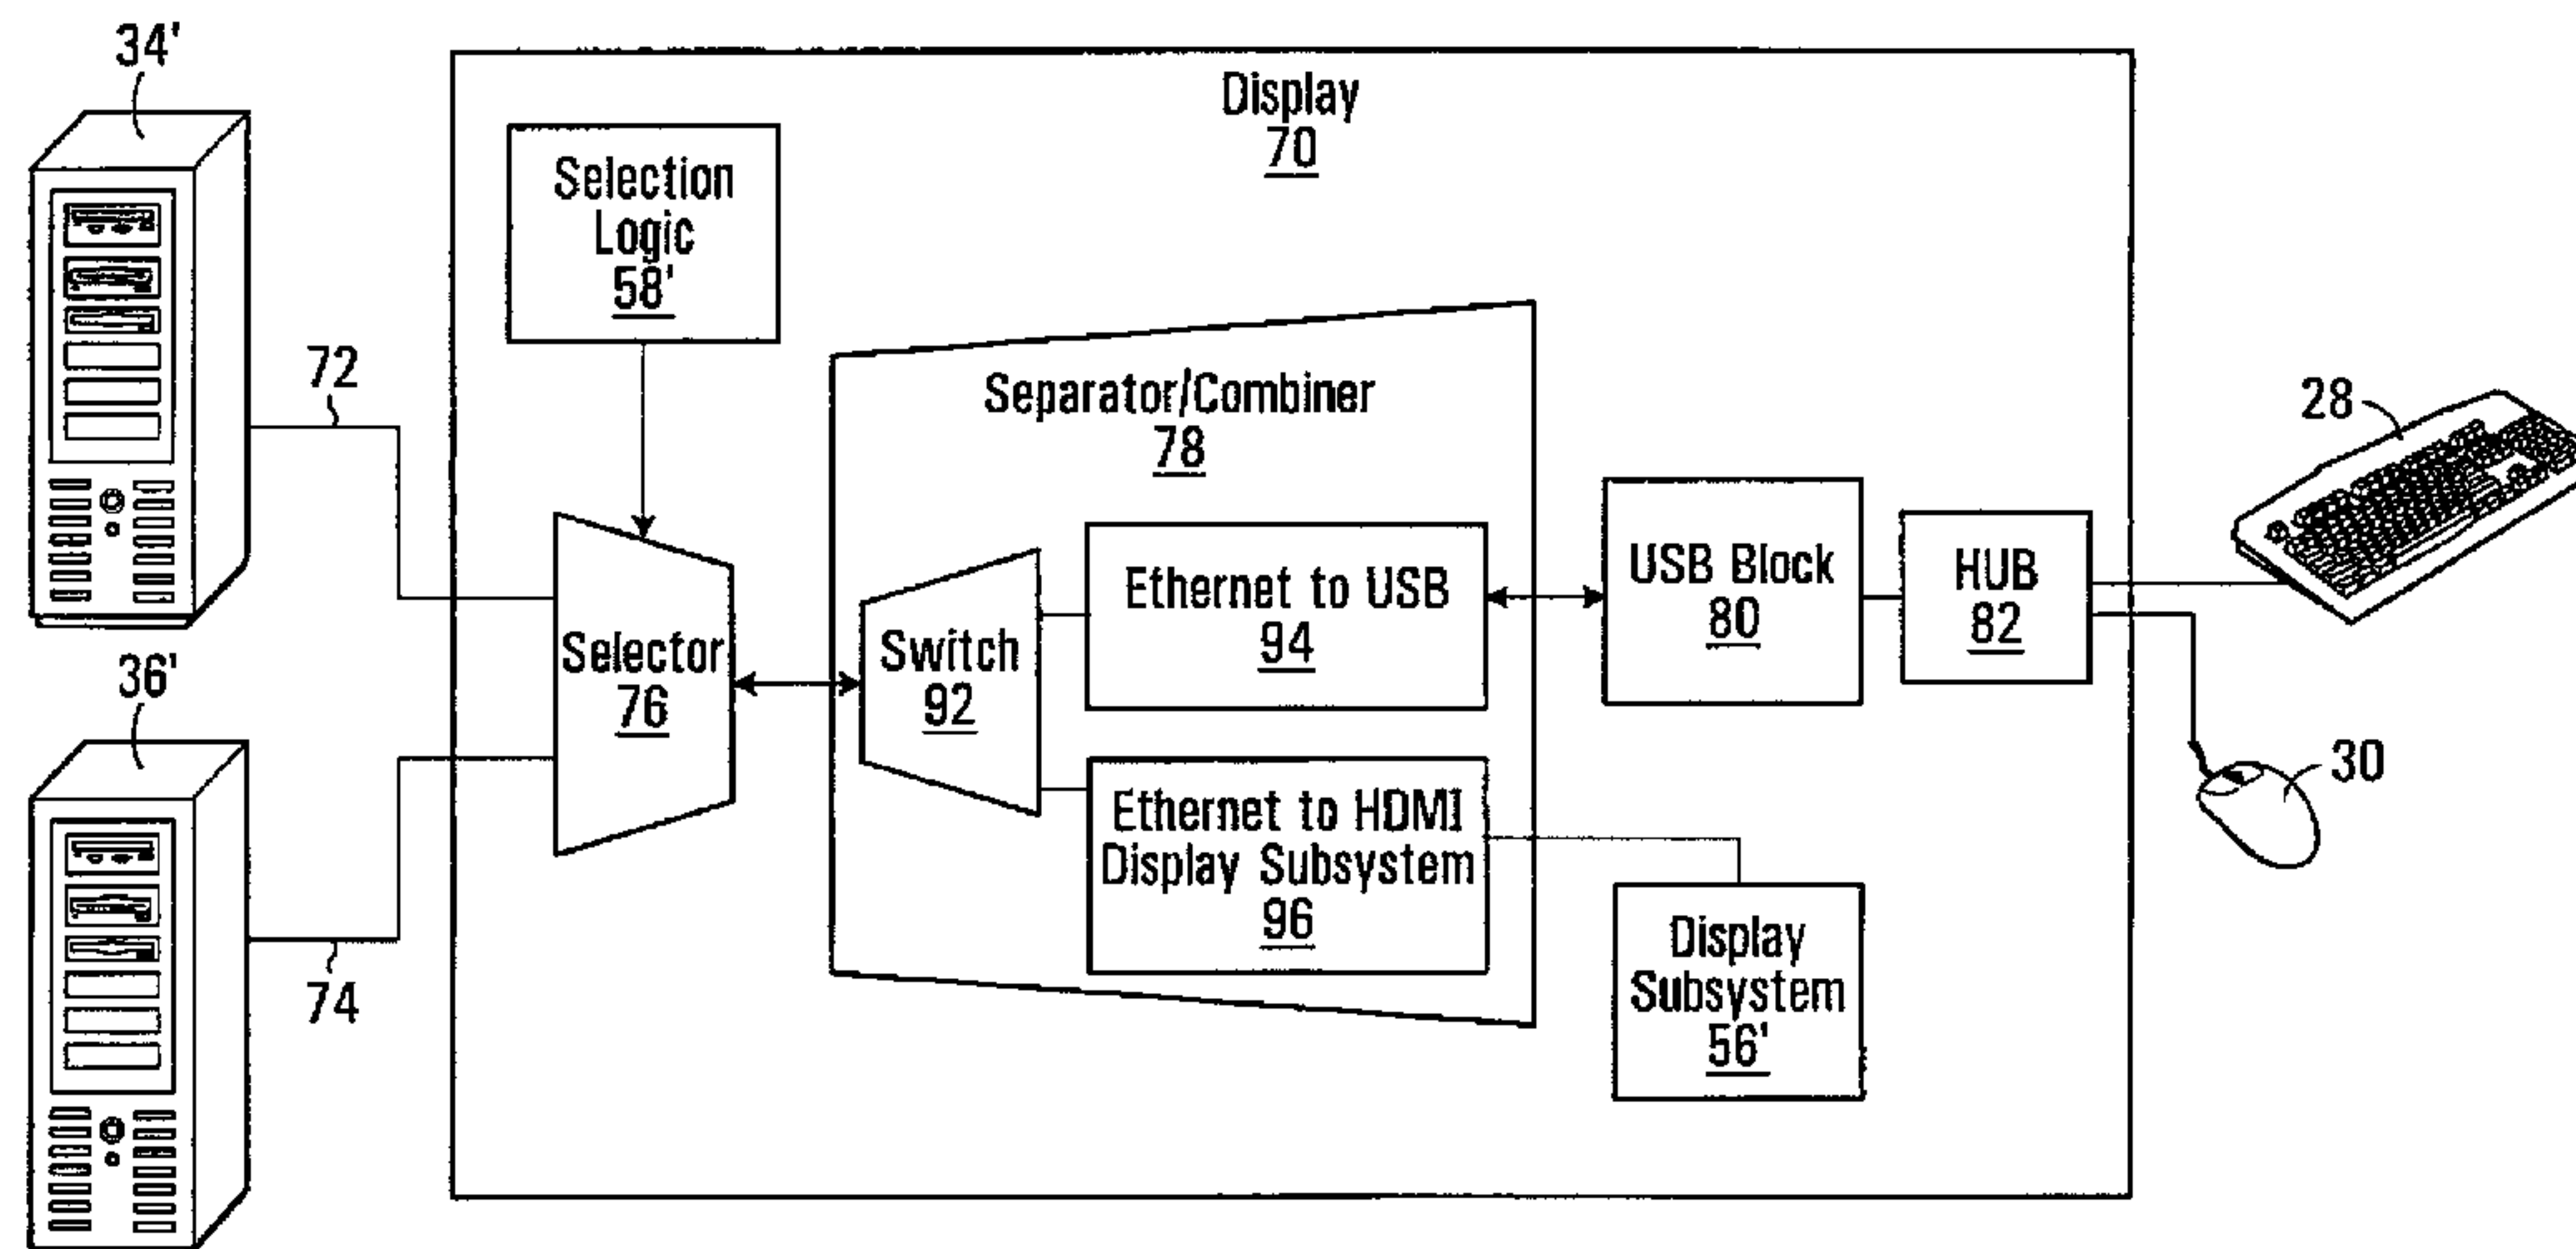 34'
Display
70
Selection
Logic
58'
72
Separator/Combiner
78
28
Ethernet to USB
94
USB Block
80
HUB
82
Selector
76
Switch
92
36'
30
Ethernet to HDMI
Display Subsystem
96
Display
Subsystem
56'
74